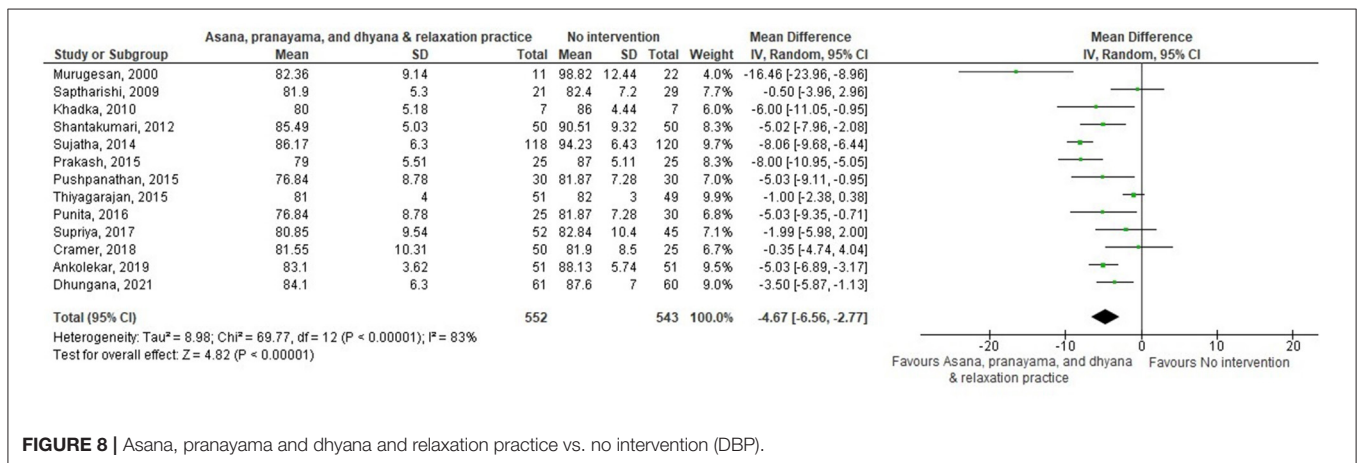 Asana, pranayama, and dhyana & relaxation practice No intervention Mean Difference Mean Difference
Study or Subgroup Mean SD Total Mean SD Total Weight IV, Random, 95% CI IV, Random, 95% CI
Murugesan, 2000 82.36 9.14 11 98.82 12.44 22 4.0% -16.46 [-23.96, -8.96]
Saptharishi, 2009 81.9 5.3 21 82.4 7.2 29 7.7% -0.50 [-3.96, 2.96]
Khadka, 2010 80 5.18 7 86 4.44 7 6.0% -6.00 [-11.05, -0.95]
Shantakumari, 2012 85.49 5.03 50 90.51 9.32 50 8.3% -5.02 [-7.96, -2.08]
Sujatha, 2014 86.17 6.3 118 94.23 6.43 120 9.7% -8.06 [-9.68, -6.44]
Prakash, 2015 79 5.51 25 87 5.11 25 8.3% -8.00 [-10.95, -5.05]
Pushpanathan, 2015 76.84 8.78 30 81.87 7.28 30 7.0% -5.03 [-9.11, -0.95]
Thiyagarajan, 2015 81 4 51 82 3 49 9.9% -1.00 [-2.38, 0.38]
Punita, 2016 76.84 8.78 25 81.87 7.28 30 6.8% -5.03 [-9.35, -0.71]
Supriya, 2017 80.85 9.54 52 82.84 10.4 45 7.1% -1.99 [-5.98, 2.00]
Cramer, 2018 81.55 10.31 50 81.9 8.5 25 6.7% -0.35 [-4.74, 4.04]
Ankolekar, 2019 83.1 3.62 51 88.13 5.74 51 9.5% -5.03 [-6.89, -3.17]
Dhungana, 2021 84.1 6.3 61 87.6 7 60 9.0% -3.50 [-5.87, -1.13]
Total (95% CI) 552 543 100.0% -4.67 [-6.56, -2.77]
Heterogeneity: Tau² = 8.98; Chi² = 69.77, df = 12 (P < 0.00001); I² = 83%
Test for overall effect: Z = 4.82 (P < 0.00001)
-20 -10 0 10 20
Favours Asana, pranayama, and dhyana Favours No intervention
& relaxation practice
FIGURE 8 | Asana, pranayama and dhyana and relaxation practice vs. no intervention (DBP).